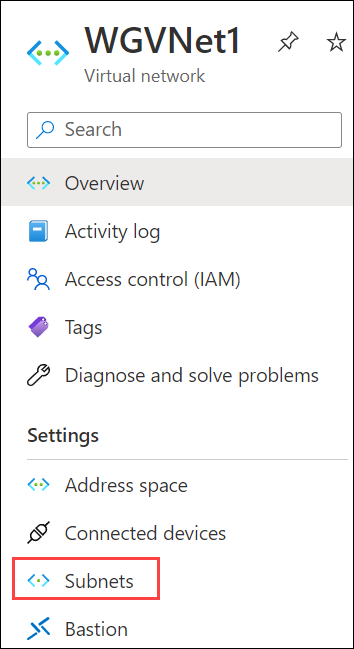 WGVNet1
Virtual network
Search
Overview
Activity log
Access control (IAM)
Tags
Diagnose and solve problems
Settings
Address space
Connected devices
Subnets
Bastion